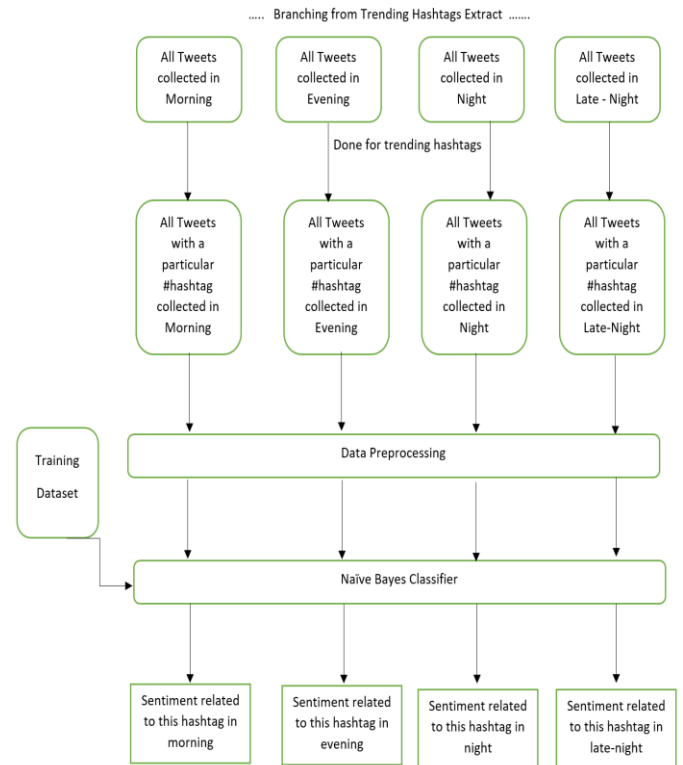 ..... Branching from Trending Hashtags Extract .......
All Tweets
collected in
Morning
All Tweets
collected in
Evening
All Tweets
collected in
Night
All Tweets
collected in
Late - Night
Done for trending hashtags
All Tweets
with a
particular
#hashtag
collected in
Morning
All Tweets
with a
particular
#hashtag
collected in
Evening
All Tweets
with a
particular
#hashtag
collected in
Night
All Tweets
with a
particular
#hashtag
collected in
Late-Night
Training
Dataset
Data Preprocessing
Naïve Bayes Classifier
Sentiment related
to this hashtag in
morning
Sentiment related
to this hashtag in
evening
Sentiment related
to this hashtag in
night
Sentiment related
to this hashtag in
late-night